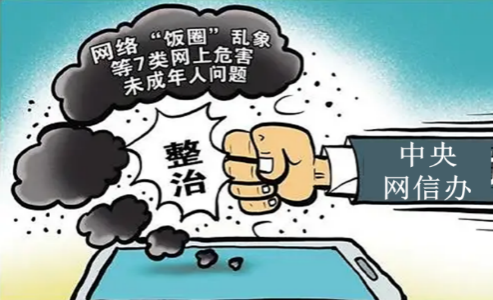 网络“饭圈”乱象
等7类网上危害
未成年人问题
整治
中央
网信办